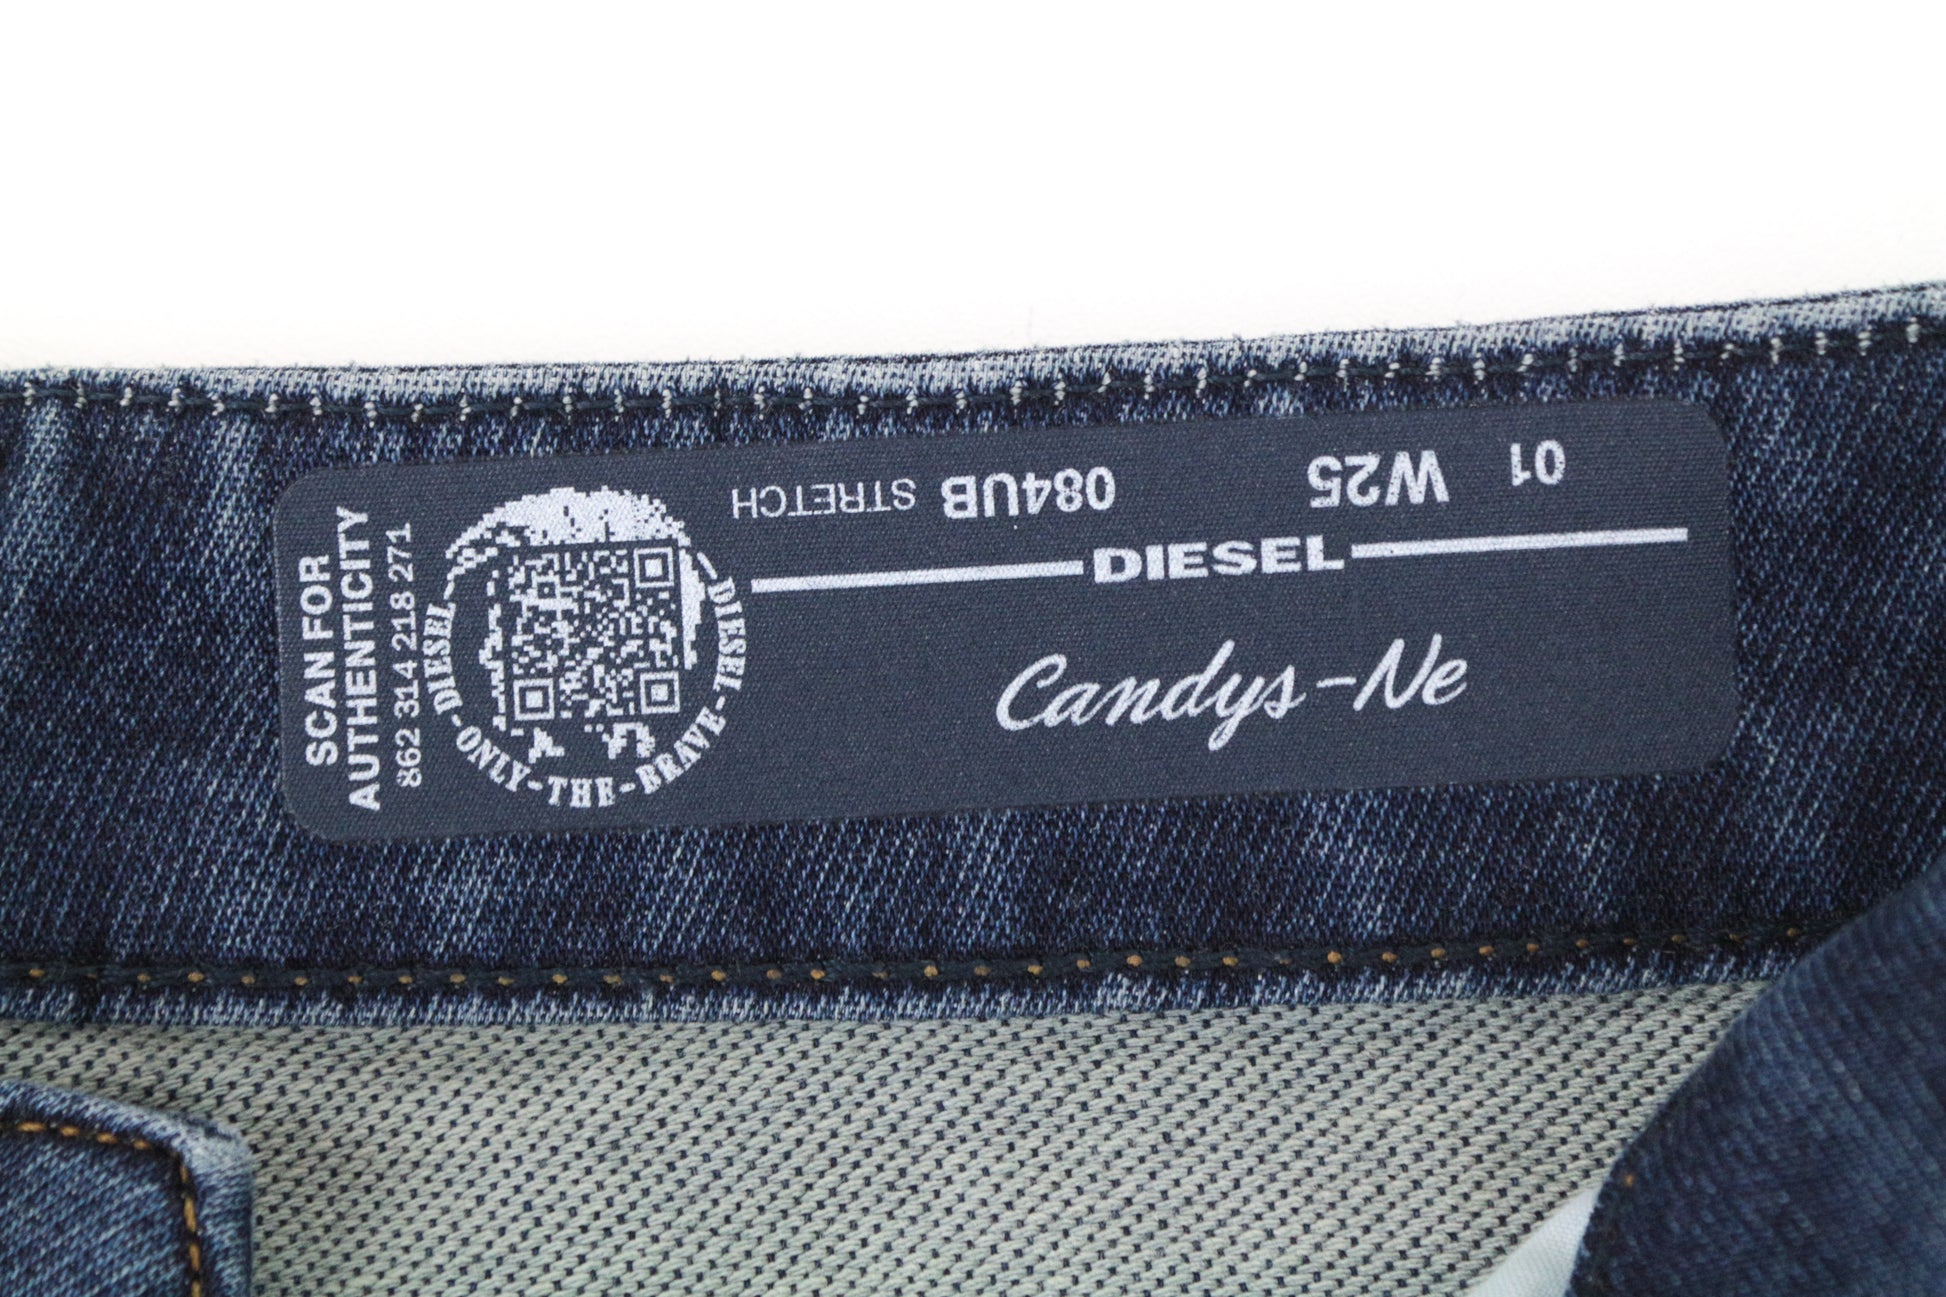 SCAN FOR
AUTHENTICITY
862 314 218 271
DIESEL-ONLY-THE-BRAVE-DIESEL
01 W25 084UB STRETCH
DIESEL
Candys-Ne